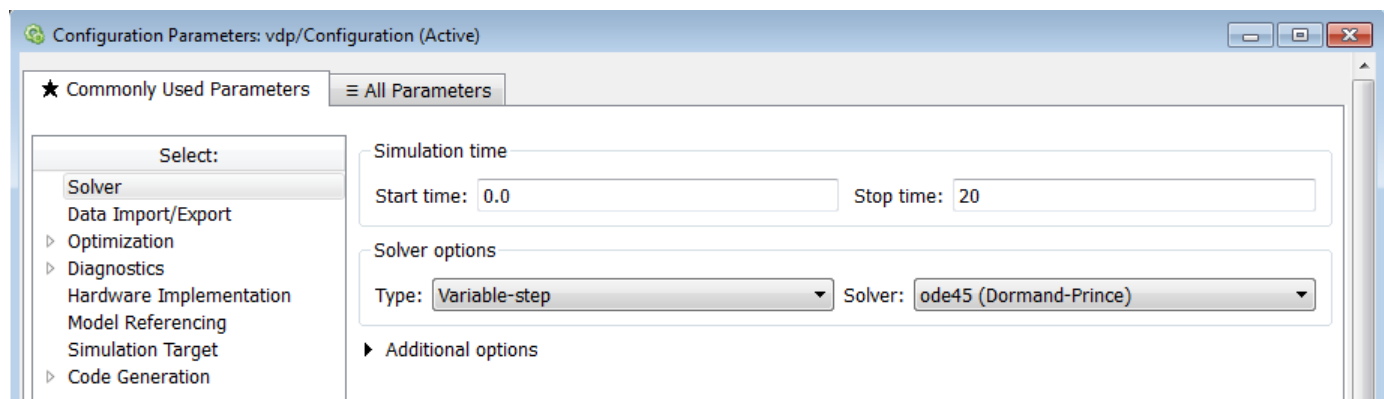 Configuration Parameters: vdp/Configuration (Active)
★ Commonly Used Parameters
≡ All Parameters
Select:
Solver
Data Import/Export
Optimization
Diagnostics
Hardware Implementation
Model Referencing
Simulation Target
Code Generation
Simulation time
Start time: 0.0 Stop time: 20
Solver options
Type: Variable-step Solver: ode45 (Dormand-Prince)
Additional options